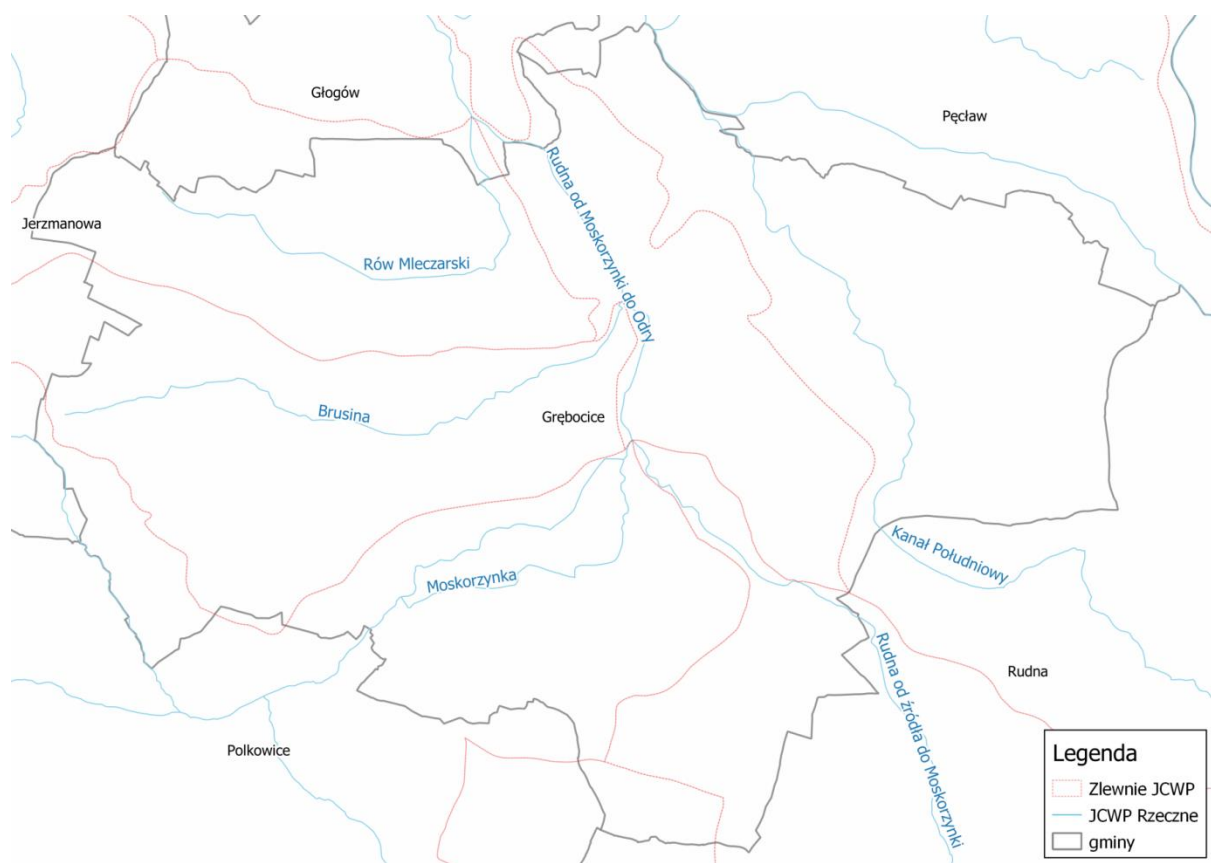 Głogów
Pęcław
Rudna od Moskorzynki do Odry
Jerzmanowa
Rów Mleczarski
Brusina
Grębocice
Kanał Południowy
Moskorzynka
Rudna od źródła do Moskorzynki
Rudna
Polkowice
Legenda
Zlewnie JCWP
JCWP Rzeczne
gminy